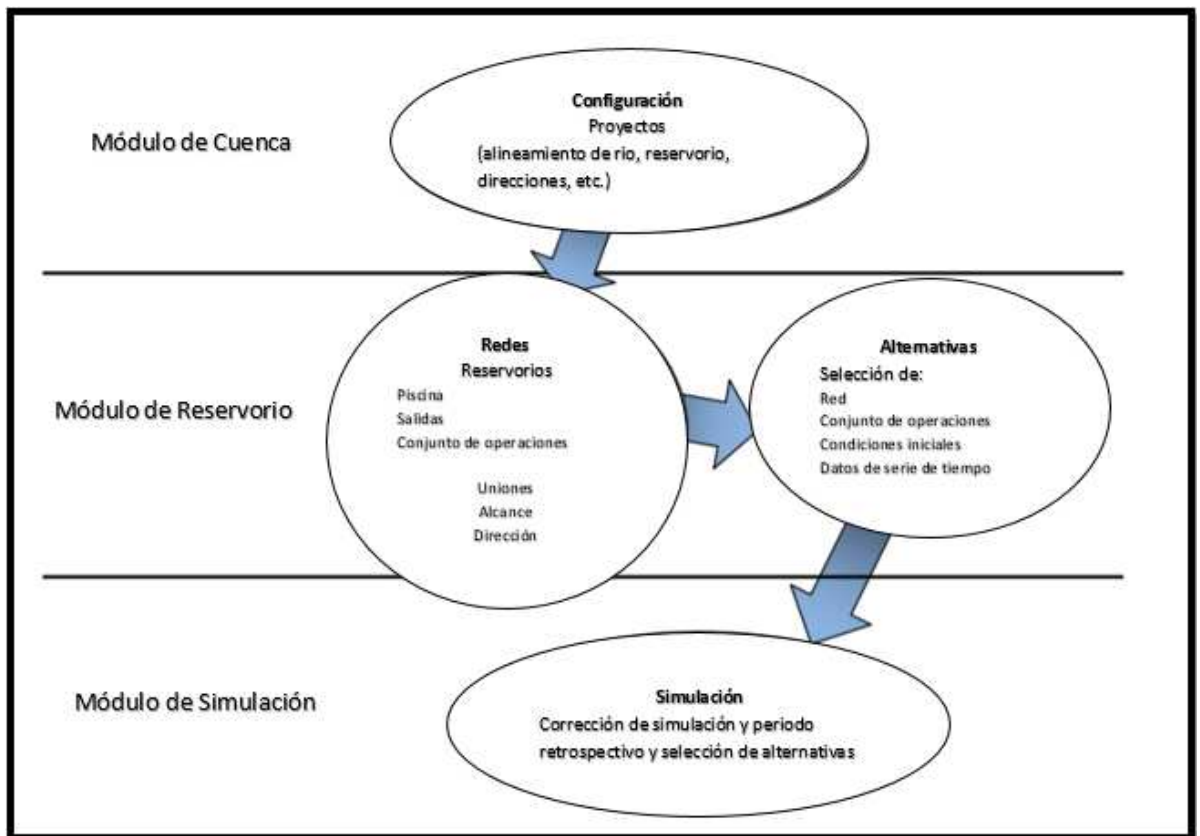 Módulo de Cuenca
Configuración
Proyectos
(alineamiento de rio, reservorio,
direcciones, etc.)
Módulo de Reservorio
Redes
Reservorios
Piscina
Salidas
Conjunto de operaciones
Uniones
Alcance
Dirección
Alternativas
Selección de:
Red
Conjunto de operaciones
Condiciones iniciales
Datos de serie de tiempo
Módulo de Simulación
Simulación
Corrección de simulación y periodo
retrospectivo y selección de alternativas